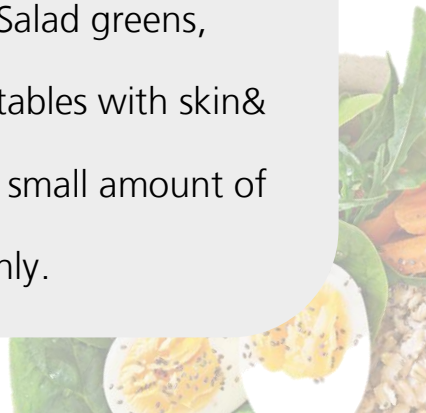 Salad greens,
tables with skin&
small amount of
nly.